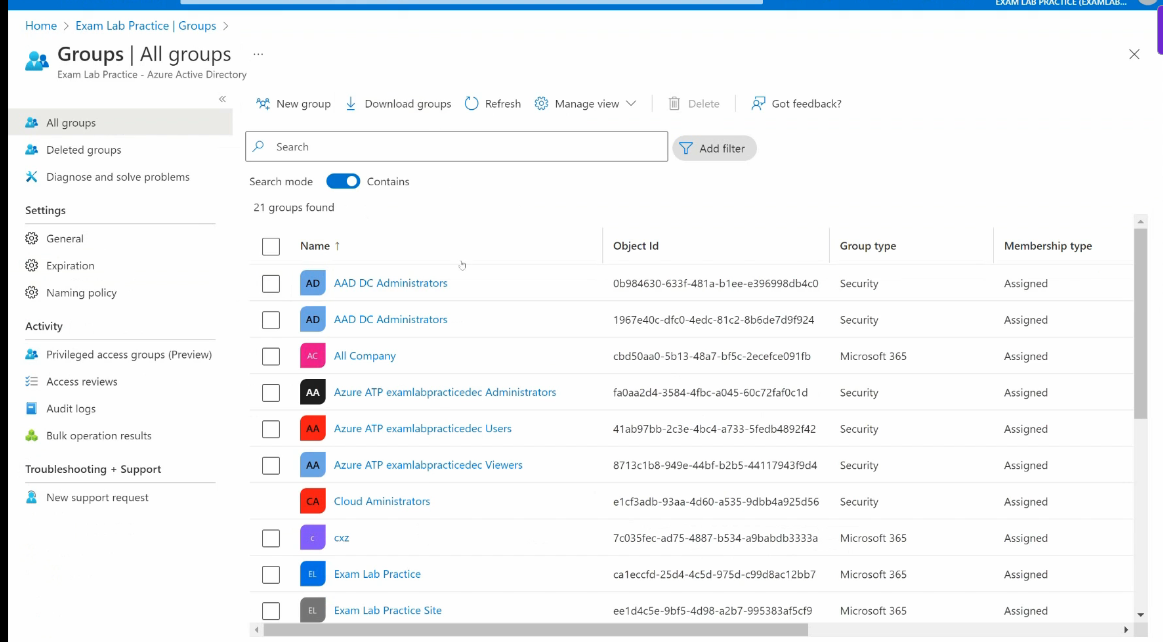 EXAM LAB PRACTICE (EXAMLAB...
Home > Exam Lab Practice | Groups >
Groups | All groups ...
Exam Lab Practice - Azure Active Directory
«
All groups
Deleted groups
Diagnose and solve problems
Settings
General
Expiration
Naming policy
Activity
Privileged access groups (Preview)
Access reviews
Audit logs
Bulk operation results
Troubleshooting + Support
New support request
New group Download groups Refresh Manage view Delete Got feedback?
Search Add filter
Search mode Contains
21 groups found
Name ↑ Object Id Group type Membership type
AD AAD DC Administrators 0b984630-633f-481a-b1ee-e396998db4c0 Security Assigned
AD AAD DC Administrators 1967e40c-dfc0-4edc-81c2-8b6de7d9f924 Security Assigned
AC All Company cbd50aa0-5b13-48a7-bf5c-2ecefce091fb Microsoft 365 Assigned
AA Azure ATP examlabpracticedec Administrators fa0aa2d4-3584-4fbc-a045-60c72faf0c1d Security Assigned
AA Azure ATP examlabpracticedec Users 41ab97bb-2c3e-4bc4-a733-5fedb4892f42 Security Assigned
AA Azure ATP examlabpracticedec Viewers 8713c1b8-949e-44bf-b2b5-44117943f9d4 Security Assigned
CA Cloud Aministrators e1cf3adb-93aa-4d60-a535-9dbb4a925d56 Security Assigned
c cxz 7c035fec-ad75-4887-b534-a9babdb3333a Microsoft 365 Assigned
EL Exam Lab Practice ca1eccfd-25d4-4c5d-975d-c99d8ac12bb7 Microsoft 365 Assigned
EL Exam Lab Practice Site ee1d4c5e-9bf5-4d98-a2b7-995383af5cf9 Microsoft 365 Assigned